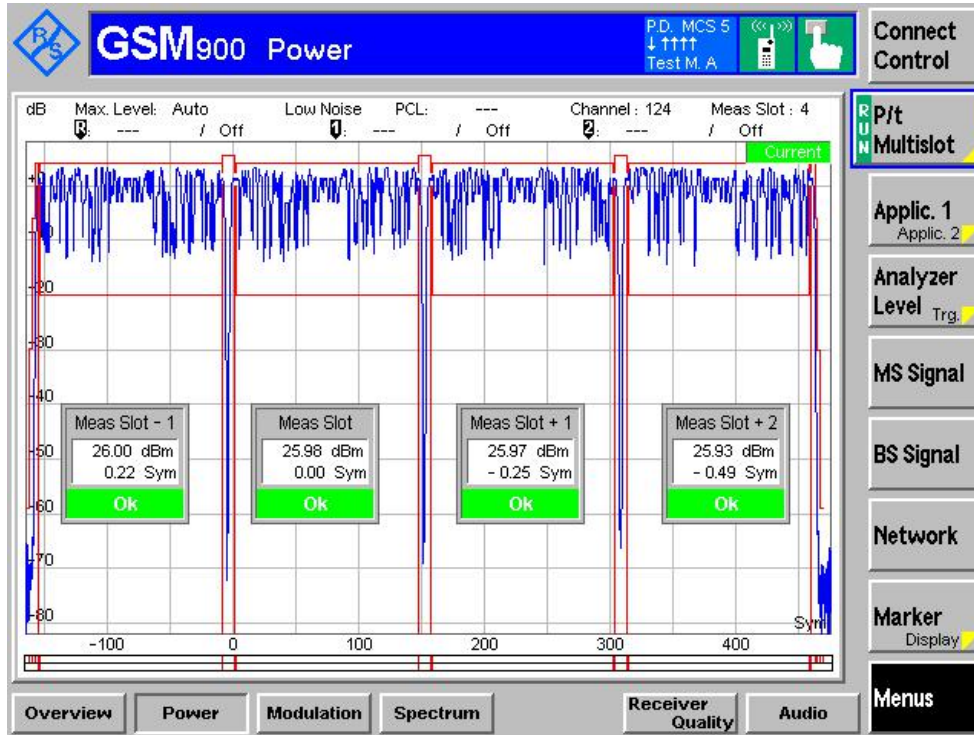 R&S
GSM900 Power
P.D. MCS 5
↓ ↑↑↑↑
Test M. A
Connect Control
dB Max. Level: Auto Low Noise PCL: --- Channel : 124 Meas Slot : 4
R: --- / Off 1: --- / Off 2: --- / Off
Current
RUN
P/t Multislot
Applic. 1
Applic. 2
Analyzer Level Trg.
MS Signal
BS Signal
Network
Marker
Display
Menus
-20
-30
-40
-50
-60
-70
-80
Meas Slot - 1
26.00 dBm
0.22 Sym
Ok
Meas Slot
25.98 dBm
0.00 Sym
Ok
Meas Slot + 1
25.97 dBm
- 0.25 Sym
Ok
Meas Slot + 2
25.93 dBm
- 0.49 Sym
Ok
Sym
-100 0 100 200 300 400
Overview Power Modulation Spectrum Receiver Quality Audio